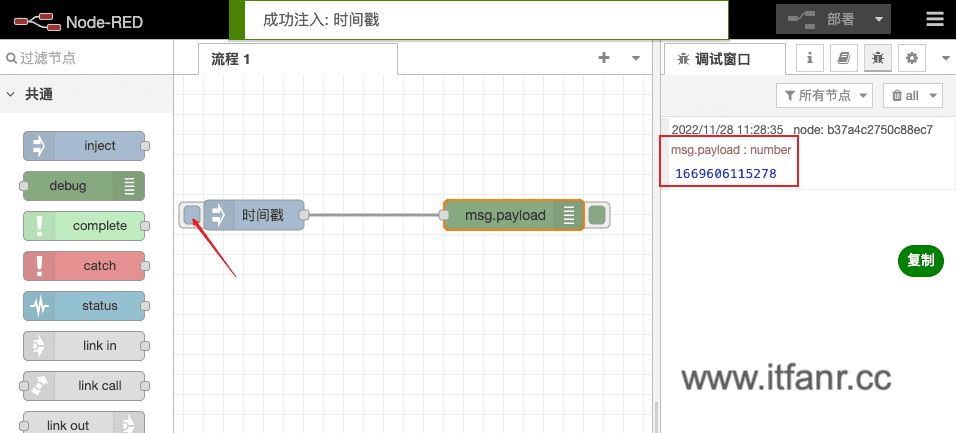 Node-RED
成功注入: 时间戳
部署
过滤节点
流程 1
调试窗口
i
共通
所有节点
all
inject
debug
complete
catch
status
link in
link call
link out
时间戳
msg.payload
2022/11/28 11:28:35 node: b37a4c2750c88ec7
msg.payload : number
1669606115278
复制
www.itfanr.cc